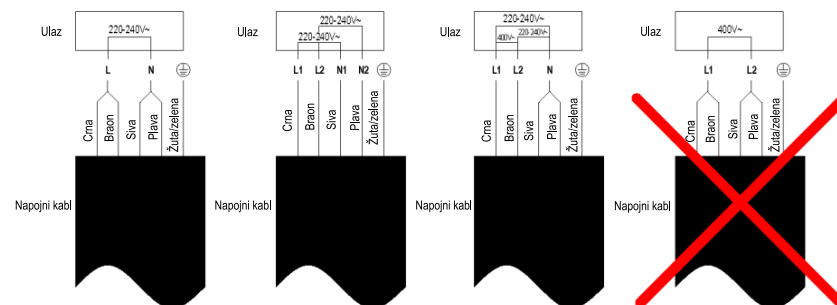 Ulaz
220-240V~
L N
Crna
Braon
Siva
Plava
Žuta/zelena
Napojni kabl
Ulaz
220-240V~
220-240V~
L1 L2 N1 N2
Crna
Braon
Siva
Plava
Žuta/zelena
Napojni kabl
Ulaz
220-240V~
400V~ 220-240V~
L1 L2 N
Crna
Braon
Siva
Plava
Žuta/zelena
Napojni kabl
Ulaz
400V~
L1 L2
Crna
Braon
Siva
Plava
Žuta/zelena
Napojni kabl